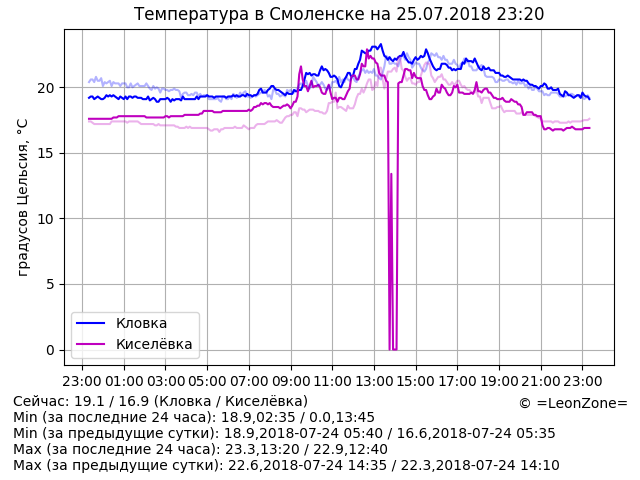 Температура в Смоленске на 25.07.2018 23:20
градусов Цельсия, °C
20
15
10
5
0
Кловка
Киселёвка
23:00 01:00 03:00 05:00 07:00 09:00 11:00 13:00 15:00 17:00 19:00 21:00 23:00
Сейчас: 19.1 / 16.9 (Кловка / Киселёвка)
© =LeonZone=
Min (за последние 24 часа): 18.9,02:35 / 0.0,13:45
Min (за предыдущие сутки): 18.9,2018-07-24 05:40 / 16.6,2018-07-24 05:35
Max (за последние 24 часа): 23.3,13:20 / 22.9,12:40
Max (за предыдущие сутки): 22.6,2018-07-24 14:35 / 22.3,2018-07-24 14:10